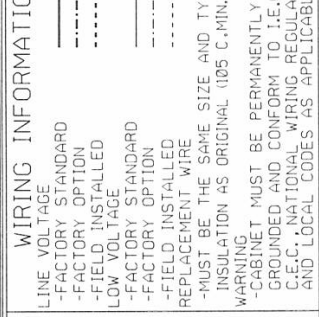 WIRING INFORMATIO
LINE VOLTAGE
-FACTORY STANDARD
-FACTORY OPTION
-FIELD INSTALLED
LOW VOLTAGE
-FACTORY STANDARD
-FACTORY OPTION
-FIELD INSTALLED
REPLACEMENT WIRE
-MUST BE THE SAME SIZE AND TY
INSULATION AS ORIGINAL (105 C.MIN.
WARNING
-CABINET MUST BE PERMANENTLY
GROUNDED AND CONFORM TO I.E.
C.E.C., NATIONAL WIRING REGULA
AND LOCAL CODES AS APPLICABL